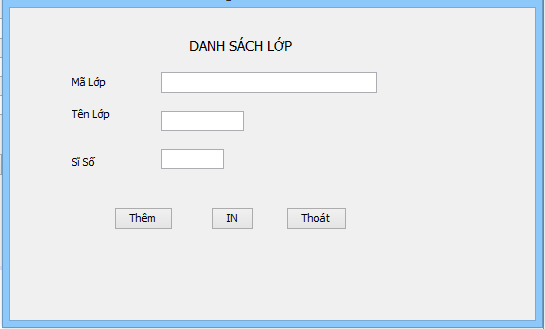 DANH SÁCH LỚP
Mã Lớp
Tên Lớp
Sĩ Số
Thêm IN Thoát